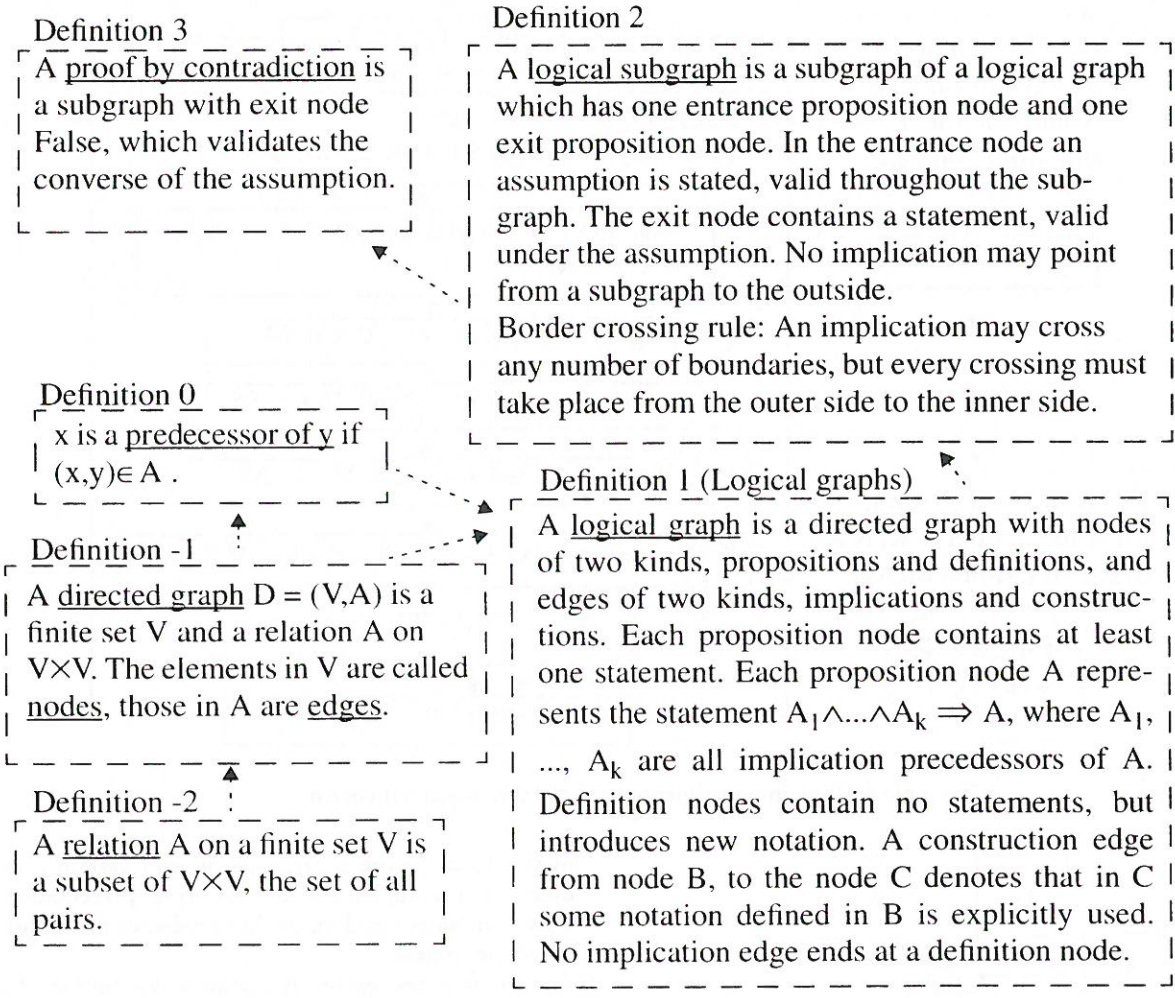 Definition 3
A proof by contradiction is
a subgraph with exit node
False, which validates the
converse of the assumption.
Definition 2
A logical subgraph is a subgraph of a logical graph
which has one entrance proposition node and one
exit proposition node. In the entrance node an
assumption is stated, valid throughout the sub-
graph. The exit node contains a statement, valid
under the assumption. No implication may point
from a subgraph to the outside.
Border crossing rule: An implication may cross
any number of boundaries, but every crossing must
take place from the outer side to the inner side.
Definition 0
x is a predecessor of y if
(x,y)∈ A .
Definition -1
A directed graph D = (V,A) is a
finite set V and a relation A on
V×V. The elements in V are called
nodes, those in A are edges.
Definition -2
A relation A on a finite set V is
a subset of V×V, the set of all
pairs.
Definition 1 (Logical graphs)
A logical graph is a directed graph with nodes
of two kinds, propositions and definitions, and
edges of two kinds, implications and construc-
tions. Each proposition node contains at least
one statement. Each proposition node A repre-
sents the statement A₁∧...∧Aₖ ⇒ A, where A₁,
..., Aₖ are all implication precedessors of A.
Definition nodes contain no statements, but
introduces new notation. A construction edge
from node B, to the node C denotes that in C
some notation defined in B is explicitly used.
No implication edge ends at a definition node.